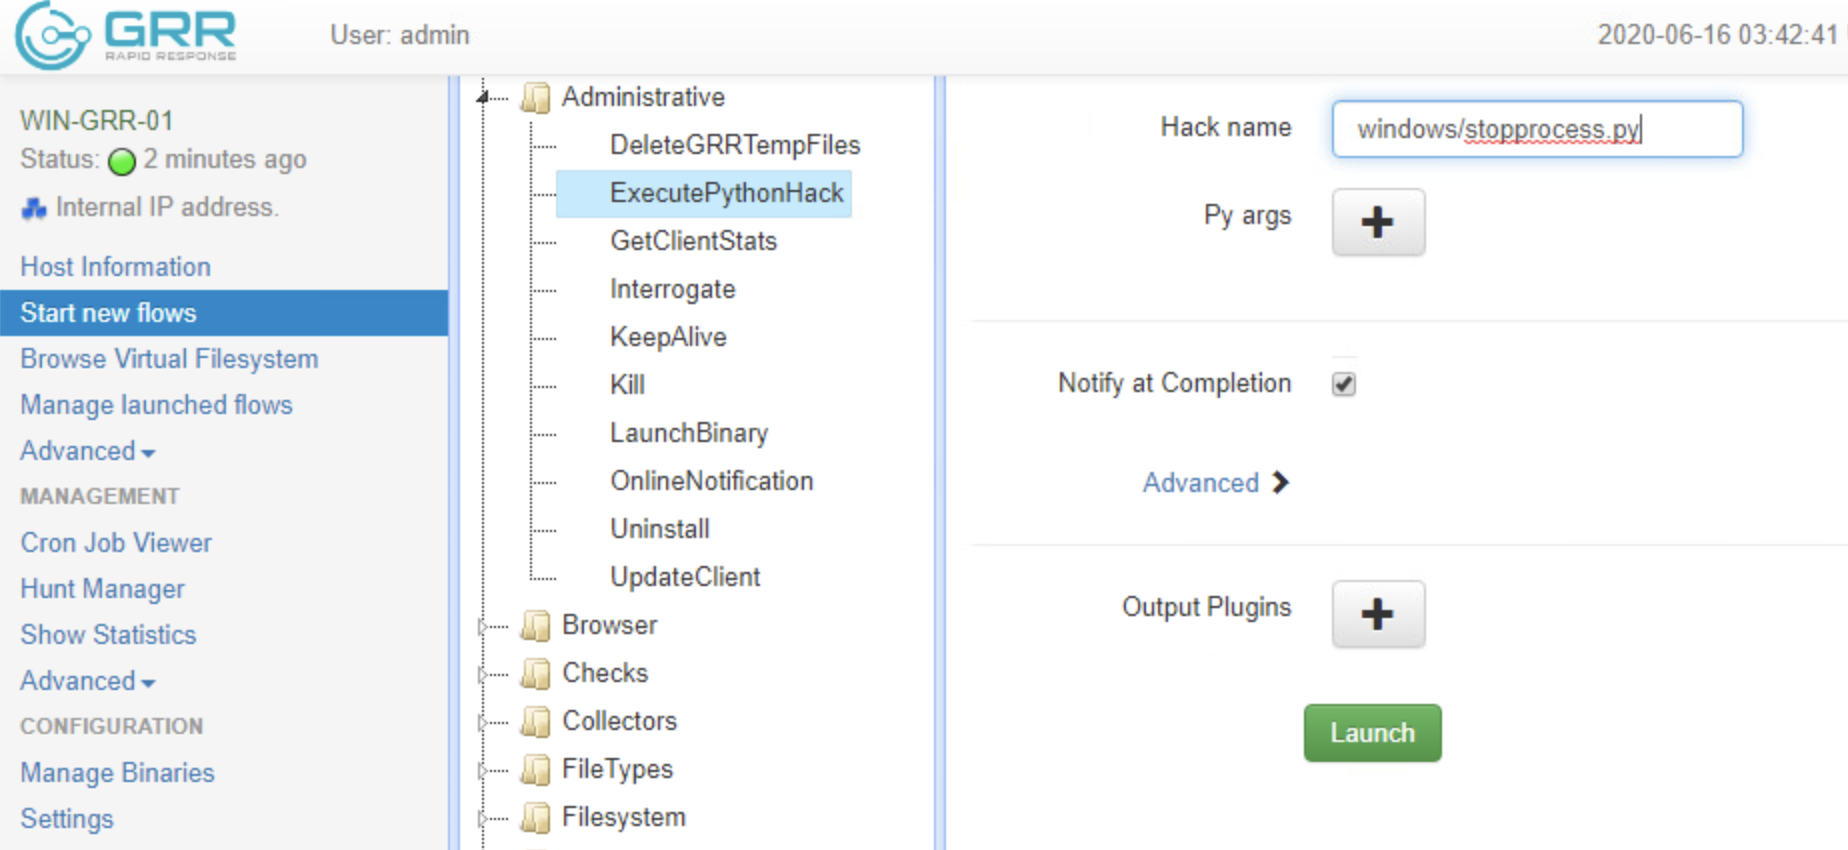 GRR
RAPID RESPONSE
User: admin
2020-06-16 03:42:41
WIN-GRR-01
Status: 2 minutes ago
Internal IP address.
Host Information
Start new flows
Browse Virtual Filesystem
Manage launched flows
Advanced
MANAGEMENT
Cron Job Viewer
Hunt Manager
Show Statistics
Advanced
CONFIGURATION
Manage Binaries
Settings
Administrative
DeleteGRRTempFiles
ExecutePythonHack
GetClientStats
Interrogate
KeepAlive
Kill
LaunchBinary
OnlineNotification
Uninstall
UpdateClient
Browser
Checks
Collectors
FileTypes
Filesystem
Hack name windows/stopprocess.py
Py args
Notify at Completion
Advanced
Output Plugins
Launch